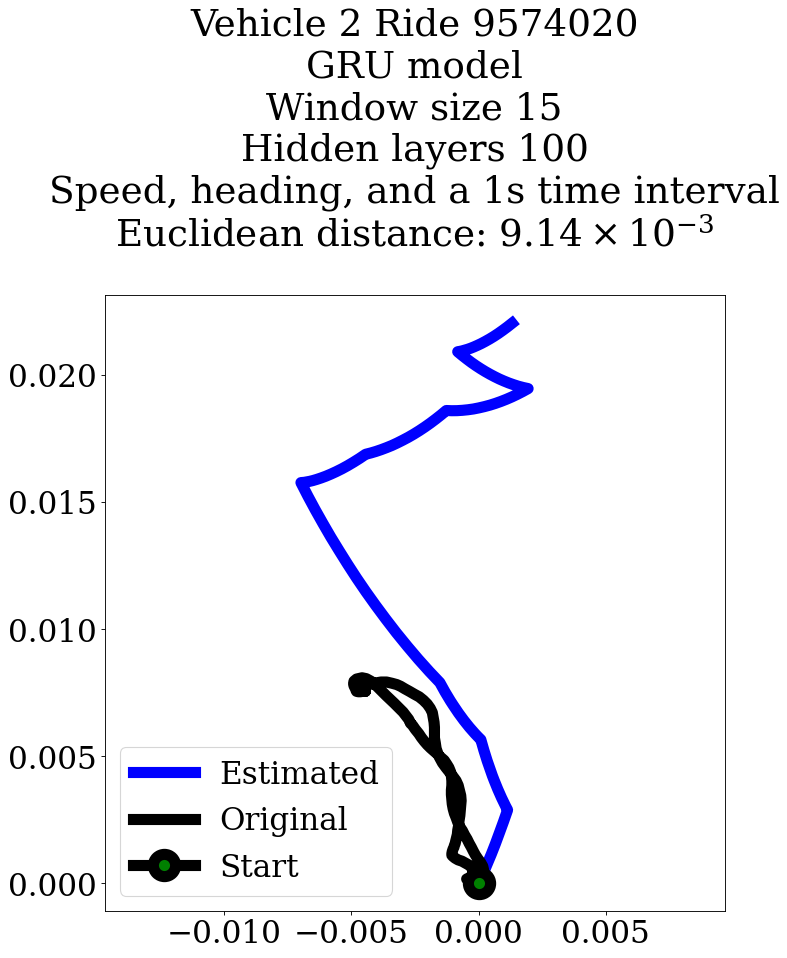 Vehicle 2 Ride 9574020
GRU model
Window size 15
Hidden layers 100
Speed, heading, and a 1s time interval
Euclidean distance: 9.14 × 10⁻³
0.020
0.015
0.010
0.005
0.000
Estimated
Original
Start
−0.010 −0.005 0.000 0.005